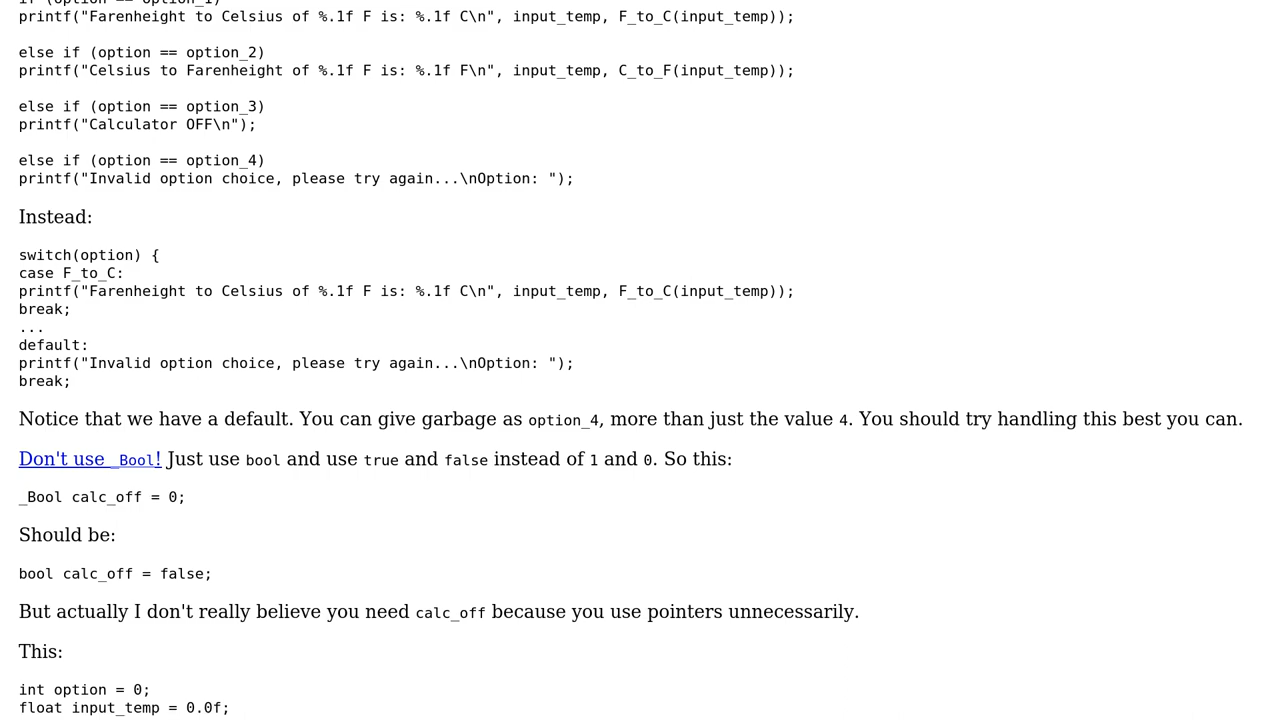 if (option == option_1)
printf("Farenheight to Celsius of %.1f F is: %.1f C\n", input_temp, F_to_C(input_temp));
else if (option == option_2)
printf("Celsius to Farenheight of %.1f F is: %.1f F\n", input_temp, C_to_F(input_temp));
else if (option == option_3)
printf("Calculator OFF\n");
else if (option == option_4)
printf("Invalid option choice, please try again...\nOption: ");
Instead:
switch(option) {
case F_to_C:
printf("Farenheight to Celsius of %.1f F is: %.1f C\n", input_temp, F_to_C(input_temp));
break;
...
default:
printf("Invalid option choice, please try again...\nOption: ");
break;
Notice that we have a default. You can give garbage as option_4, more than just the value 4. You should try handling this best you can.
Don't use _Bool! Just use bool and use true and false instead of 1 and 0. So this:
_Bool calc_off = 0;
Should be:
bool calc_off = false;
But actually I don't really believe you need calc_off because you use pointers unnecessarily.
This:
int option = 0;
float input_temp = 0.0f;